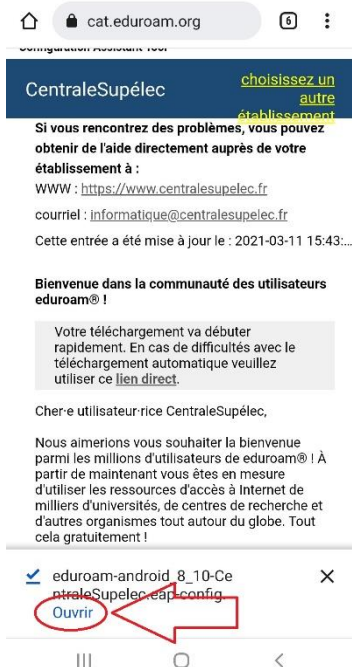 cat.eduroam.org
6
Configuration Assistant Tool
CentraleSupélec
choisissez un
autre
établissement
Si vous rencontrez des problèmes, vous pouvez
obtenir de l'aide directement auprès de votre
établissement à :
WWW : https://www.centralesupelec.fr
courriel : informatique@centralesupelec.fr
Cette entrée a été mise à jour le : 2021-03-11 15:43:...
Bienvenue dans la communauté des utilisateurs
eduroam® !
Votre téléchargement va débuter
rapidement. En cas de difficultés avec le
téléchargement automatique veuillez
utiliser ce lien direct.
Cher·e utilisateur·rice CentraleSupélec,
Nous aimerions vous souhaiter la bienvenue
parmi les millions d'utilisateurs de eduroam® ! À
partir de maintenant vous êtes en mesure
d'utiliser les ressources d'accès à Internet de
milliers d'universités, de centres de recherche et
d'autres organismes tout autour du globe. Tout
cela gratuitement !
eduroam-android_8_10-Ce
ntraleSupelec.eap-config.
Ouvrir